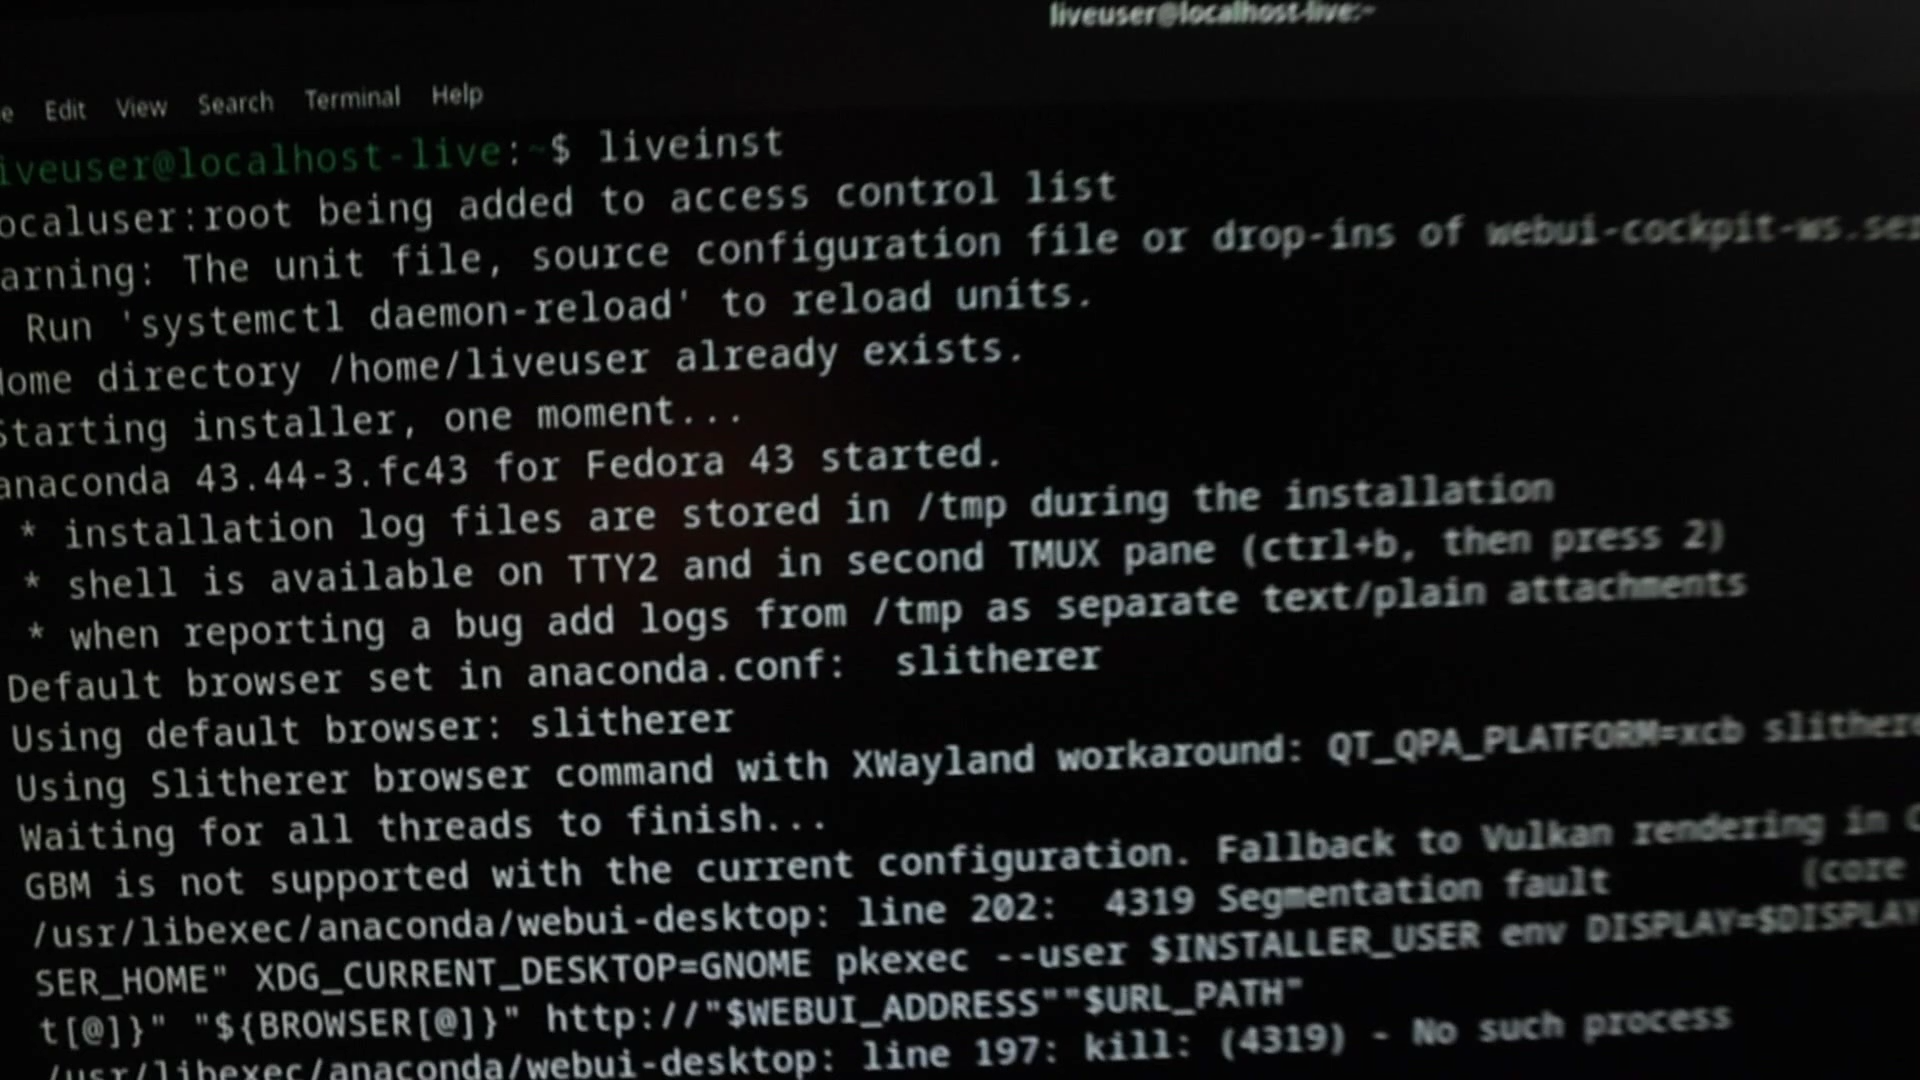 liveuser@localhost-live:~
e Edit View Search Terminal Help
iveuser@localhost-live:~$ liveinst
ocaluser:root being added to access control list
arning: The unit file, source configuration file or drop-ins of webui-cockpit-ws.ser
Run 'systemctl daemon-reload' to reload units.
ome directory /home/liveuser already exists.
Starting installer, one moment...
anaconda 43.44-3.fc43 for Fedora 43 started.
* installation log files are stored in /tmp during the installation
* shell is available on TTY2 and in second TMUX pane (ctrl+b, then press 2)
* when reporting a bug add logs from /tmp as separate text/plain attachments
Default browser set in anaconda.conf:  slitherer
Using default browser: slitherer
Using Slitherer browser command with XWayland workaround: QT_QPA_PLATFORM=xcb slithere
Waiting for all threads to finish...
GBM is not supported with the current configuration. Fallback to Vulkan rendering in
/usr/libexec/anaconda/webui-desktop: line 202:  4319 Segmentation fault         (core
SER_HOME" XDG_CURRENT_DESKTOP=GNOME pkexec --user $INSTALLER_USER env DISPLAY=$DISPLAY
t[@]}" "${BROWSER[@]}" http://"$WEBUI_ADDRESS""$URL_PATH"
/usr/libexec/anaconda/webui-desktop: line 197: kill: (4319) - No such process